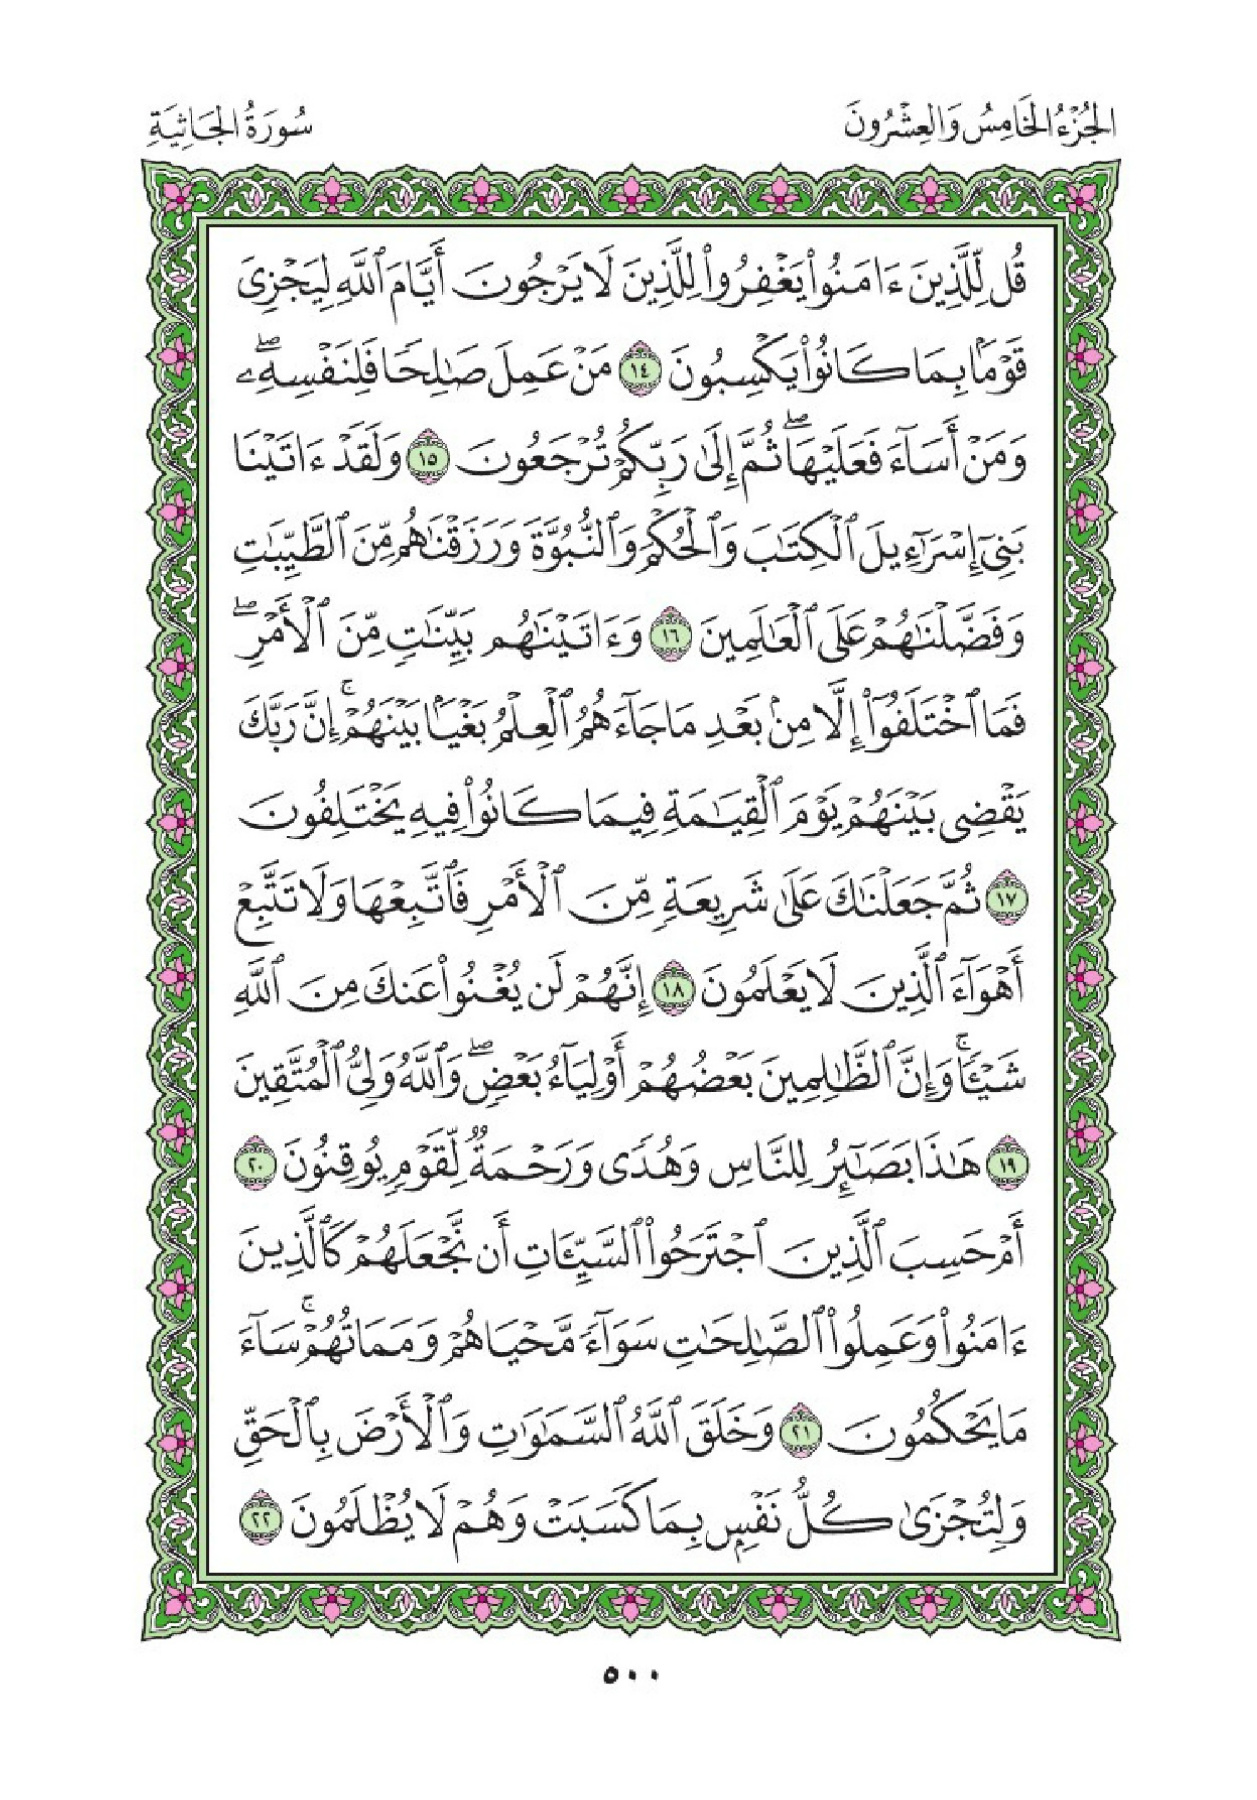 الجُزْءُ الخَامِسُ وَالعِشْرُونَ
سُورَةُ الجَاثِيَةِ
قُل لِّلَّذِينَ ءَامَنُوا۟ يَغْفِرُوا۟ لِلَّذِينَ لَا يَرْجُونَ أَيَّامَ ٱللَّهِ لِيَجْزِىَ
قَوْمًۢا بِمَا كَانُوا۟ يَكْسِبُونَ ١٤ مَنْ عَمِلَ صَـٰلِحًا فَلِنَفْسِهِۦ ۖ
وَمَنْ أَسَآءَ فَعَلَيْهَا ۖ ثُمَّ إِلَىٰ رَبِّكُمْ تُرْجَعُونَ ١٥ وَلَقَدْ ءَاتَيْنَا
بَنِىٓ إِسْرَٰٓءِيلَ ٱلْكِتَـٰبَ وَٱلْحُكْمَ وَٱلنُّبُوَّةَ وَرَزَقْنَـٰهُم مِّنَ ٱلطَّيِّبَـٰتِ
وَفَضَّلْنَـٰهُمْ عَلَى ٱلْعَـٰلَمِينَ ١٦ وَءَاتَيْنَـٰهُم بَيِّنَـٰتٍ مِّنَ ٱلْأَمْرِ ۖ
فَمَا ٱخْتَلَفُوٓا۟ إِلَّا مِنۢ بَعْدِ مَا جَآءَهُمُ ٱلْعِلْمُ بَغْيًۢا بَيْنَهُمْ ۚ إِنَّ رَبَّكَ
يَقْضِى بَيْنَهُمْ يَوْمَ ٱلْقِيَـٰمَةِ فِيمَا كَانُوا۟ فِيهِ يَخْتَلِفُونَ
١٧ ثُمَّ جَعَلْنَـٰكَ عَلَىٰ شَرِيعَةٍ مِّنَ ٱلْأَمْرِ فَٱتَّبِعْهَا وَلَا تَتَّبِعْ
أَهْوَآءَ ٱلَّذِينَ لَا يَعْلَمُونَ ١٨ إِنَّهُمْ لَن يُغْنُوا۟ عَنكَ مِنَ ٱللَّهِ
شَيْـًٔا ۚ وَإِنَّ ٱلظَّـٰلِمِينَ بَعْضُهُمْ أَوْلِيَآءُ بَعْضٍ ۖ وَٱللَّهُ وَلِىُّ ٱلْمُتَّقِينَ
١٩ هَـٰذَا بَصَـٰٓئِرُ لِلنَّاسِ وَهُدًى وَرَحْمَةٌ لِّقَوْمٍ يُوقِنُونَ ٢٠
أَمْ حَسِبَ ٱلَّذِينَ ٱجْتَرَحُوا۟ ٱلسَّيِّـَٔاتِ أَن نَّجْعَلَهُمْ كَٱلَّذِينَ
ءَامَنُوا۟ وَعَمِلُوا۟ ٱلصَّـٰلِحَـٰتِ سَوَآءً مَّحْيَاهُمْ وَمَمَاتُهُمْ ۚ سَآءَ
مَا يَحْكُمُونَ ٢١ وَخَلَقَ ٱللَّهُ ٱلسَّمَـٰوَٰتِ وَٱلْأَرْضَ بِٱلْحَقِّ
وَلِتُجْزَىٰ كُلُّ نَفْسٍۭ بِمَا كَسَبَتْ وَهُمْ لَا يُظْلَمُونَ ٢٢
٥٠٠